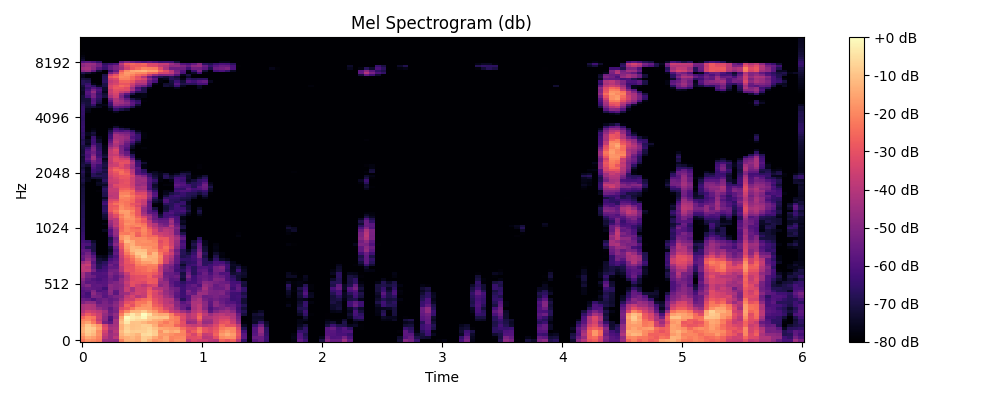 Mel Spectrogram (db)
8192
4096
2048
1024
512
0
Hz
0 1 2 3 4 5 6
Time
+0 dB
-10 dB
-20 dB
-30 dB
-40 dB
-50 dB
-60 dB
-70 dB
-80 dB